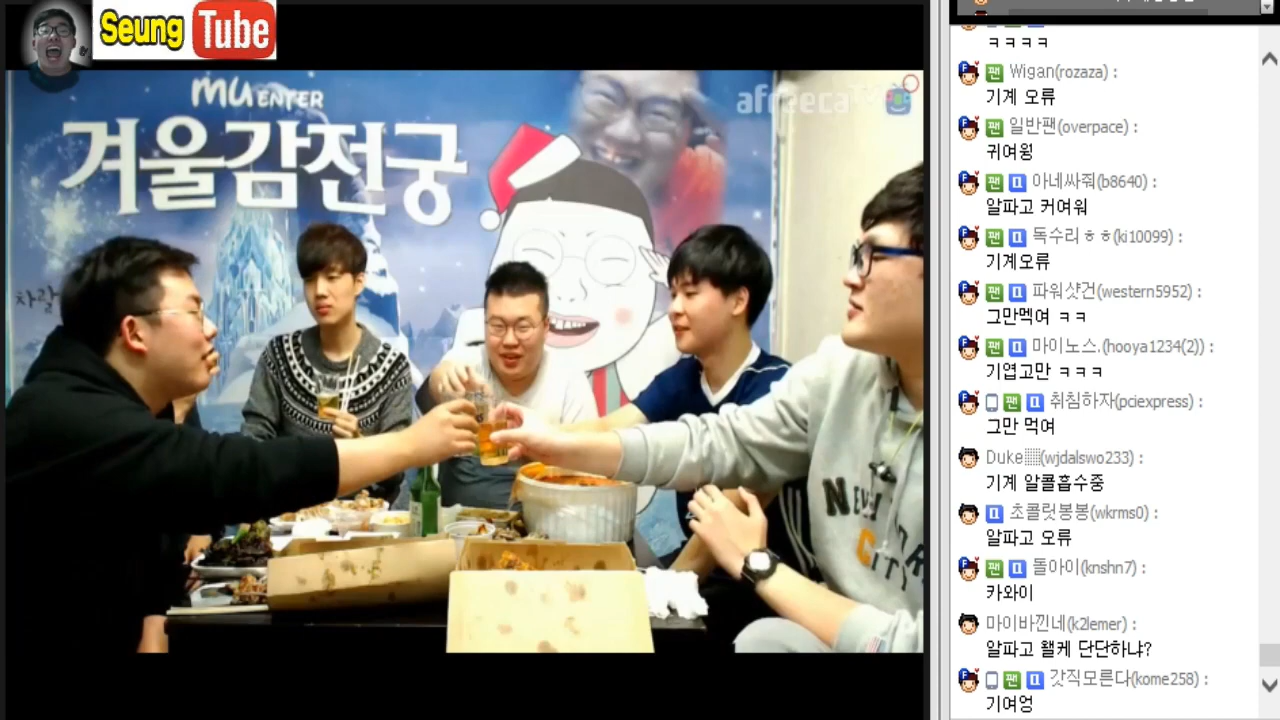 Seung Tube
mu ENTER
겨울감전궁
afreeca
차랄
NEW YORK
CITY
ㅋㅋㅋㅋ
팬 Wigan(rozaza) :
기계 오류
팬 일반팬(overpace) :
귀여웡
팬 아네싸줘(b8640) :
알파고 커여워
팬 독수리ㅎㅎ(ki10099) :
기계오류
팬 파워샷건(western5952) :
그만멕여 ㅋㅋ
팬 마이노스.(hooya1234(2)) :
기엽고만 ㅋㅋㅋ
팬 취침하자(pciexpress) :
그만 먹여
Duke▒(wjdalswo233) :
기계 알콜흡수중
초콜릿봉봉(wkrms0) :
알파고 오류
팬 돌아이(knshn7) :
카와이
마이바낀네(k2lemer) :
알파고 왤케 단단하냐?
팬 갓직모른다(kome258) :
기여엉